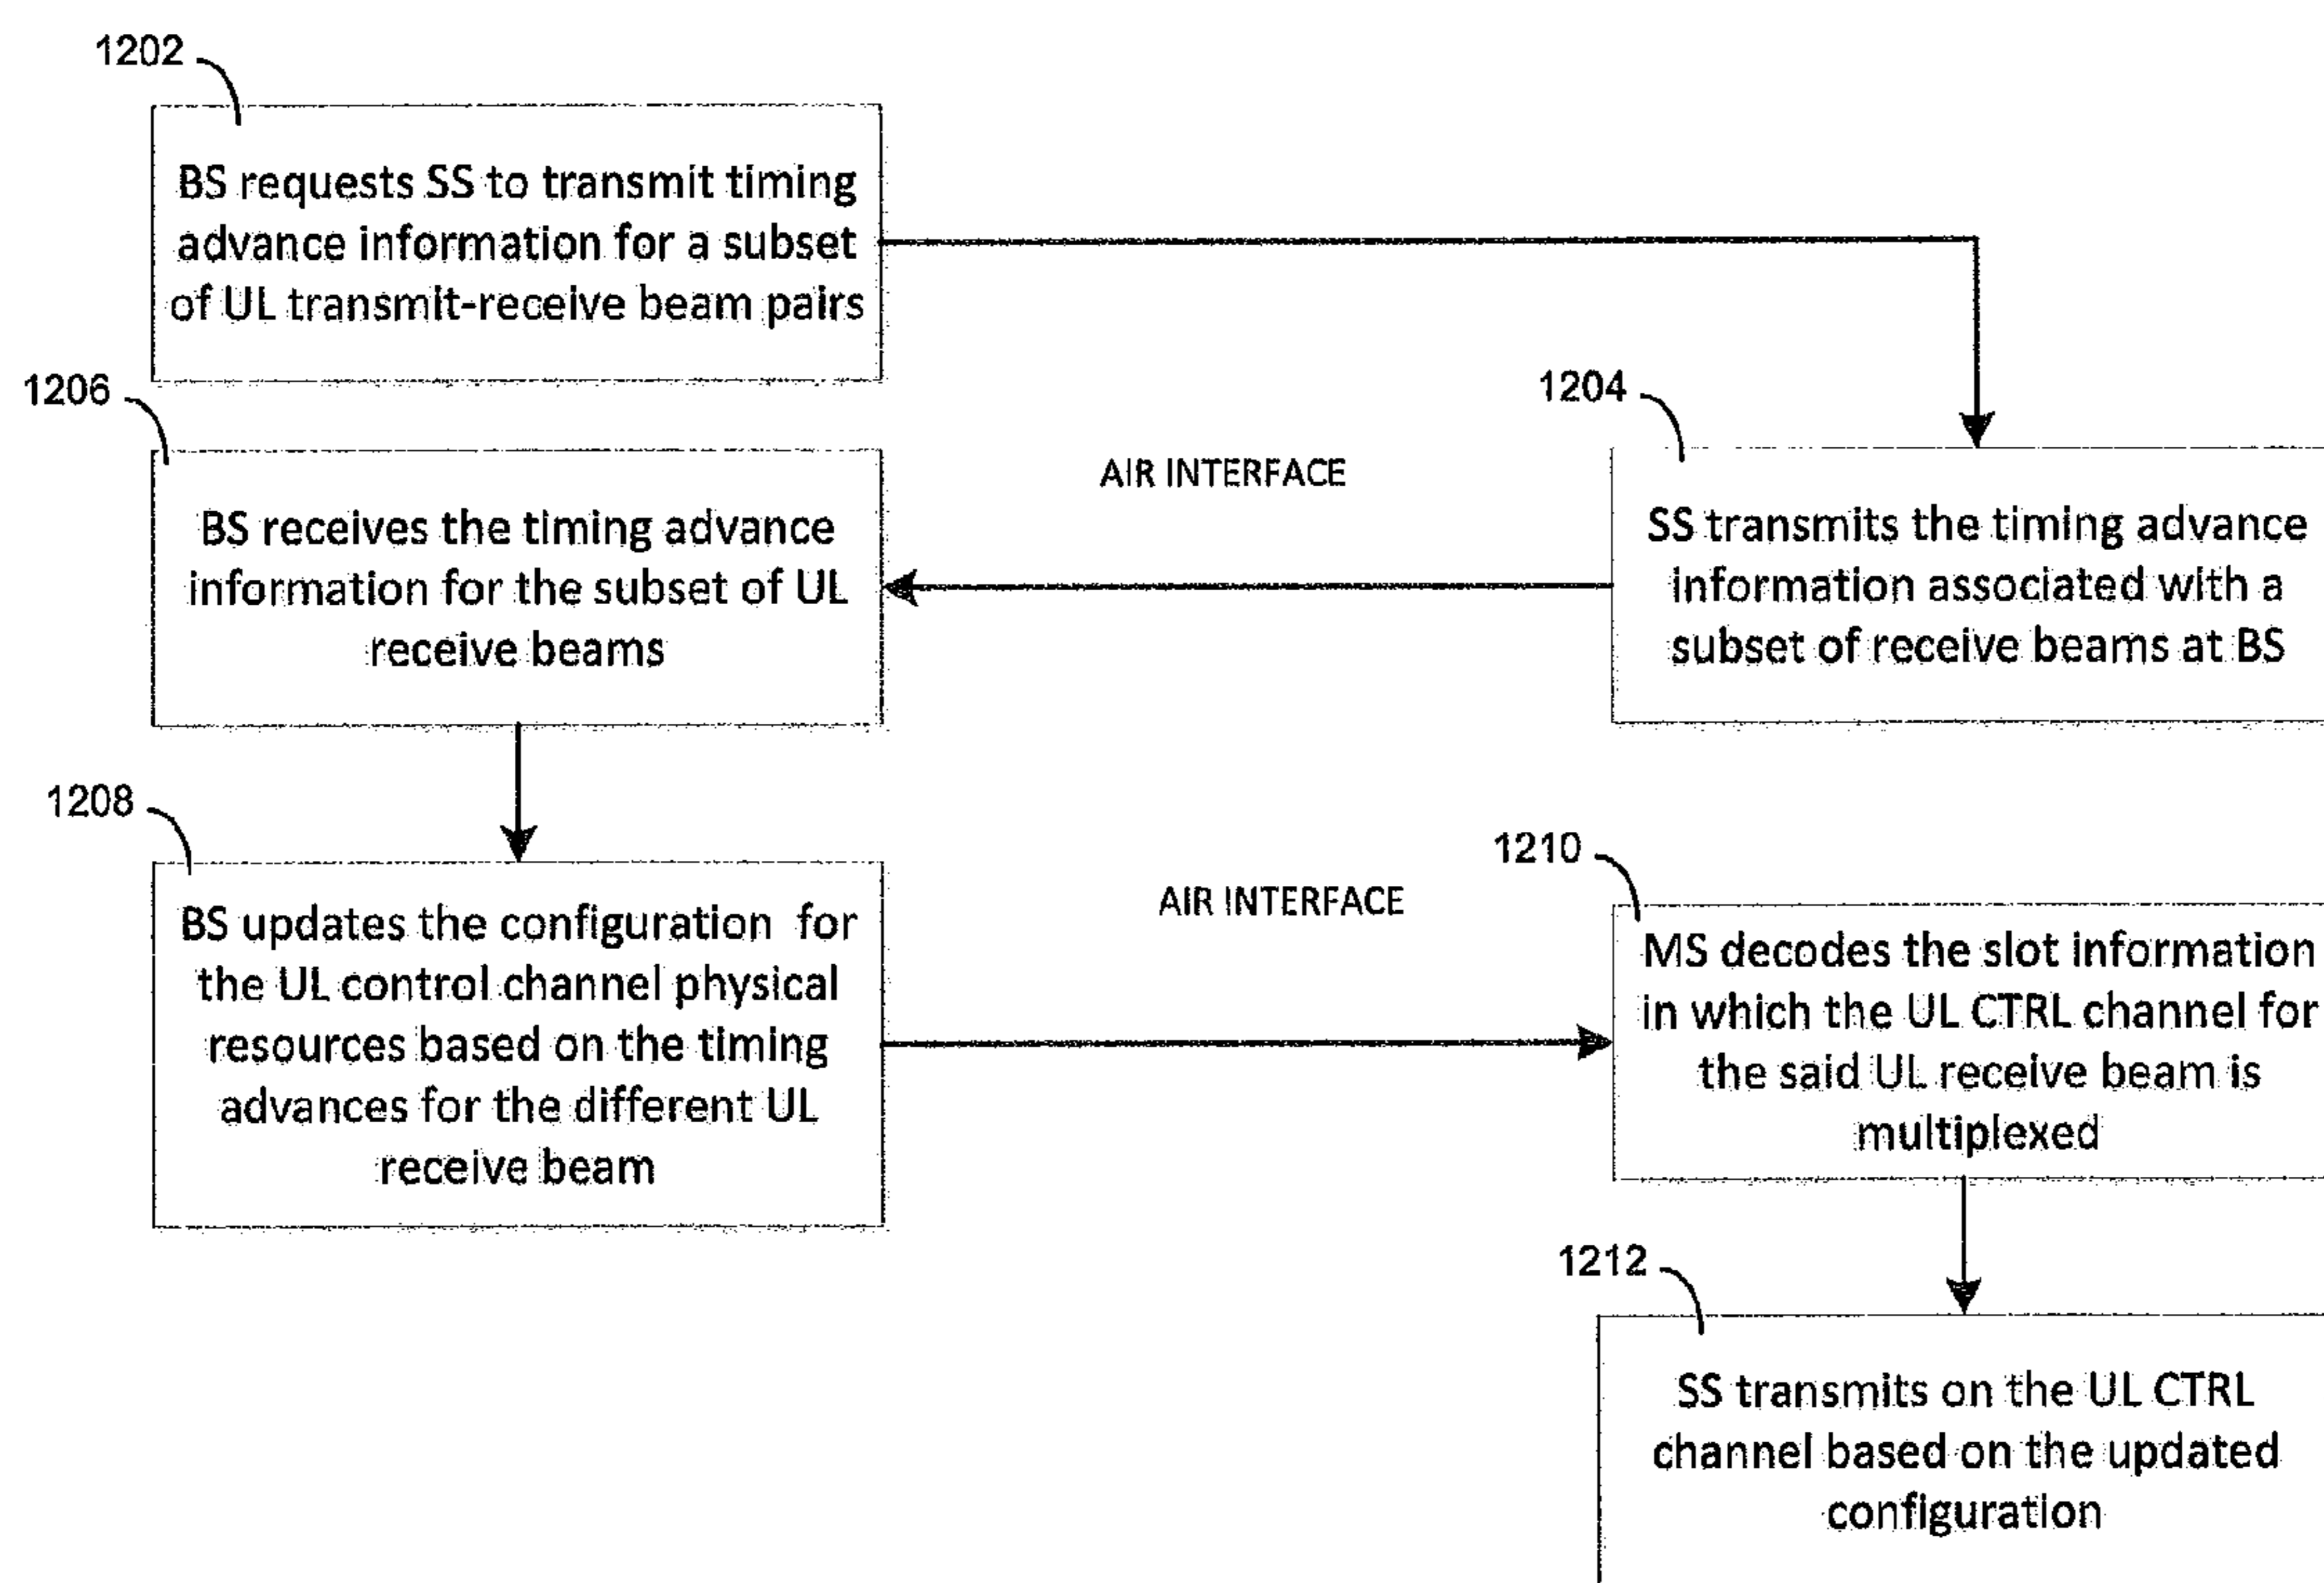 1202
BS requests SS to transmit timing
advance information for a subset
of UL transmit-receive beam pairs
1206
1204
AIR INTERFACE
BS receives the timing advance
information for the subset of UL
receive beams
SS transmits the timing advance
information associated with a
subset of receive beams at BS
1208
1210
AIR INTERFACE
BS updates the configuration for
the UL control channel physical
resources based on the timing
advances for the different UL
receive beam
MS decodes the slot information
in which the UL CTRL channel for
the said UL receive beam is
multiplexed
1212
SS transmits on the UL CTRL
channel based on the updated
configuration